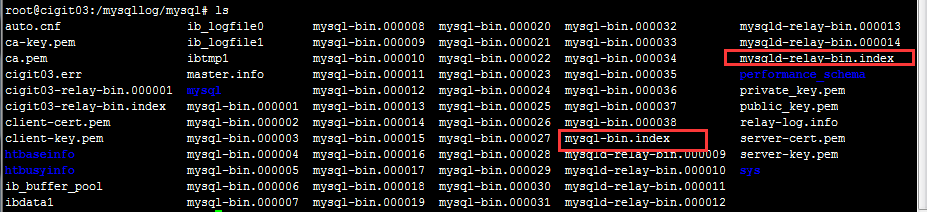 root@cigit03:/mysqllog/mysql# ls
auto.cnf ib_logfile0 mysql-bin.000008 mysql-bin.000020 mysql-bin.000032 mysqld-relay-bin.000013
ca-key.pem ib_logfile1 mysql-bin.000009 mysql-bin.000021 mysql-bin.000033 mysqld-relay-bin.000014
ca.pem ibtmp1 mysql-bin.000010 mysql-bin.000022 mysql-bin.000034 mysqld-relay-bin.index
cigit03.err master.info mysql-bin.000011 mysql-bin.000023 mysql-bin.000035 performance_schema
cigit03-relay-bin.000001 mysql mysql-bin.000012 mysql-bin.000024 mysql-bin.000036 private_key.pem
cigit03-relay-bin.index mysql-bin.000001 mysql-bin.000013 mysql-bin.000025 mysql-bin.000037 public_key.pem
client-cert.pem mysql-bin.000002 mysql-bin.000014 mysql-bin.000026 mysql-bin.000038 relay-log.info
client-key.pem mysql-bin.000003 mysql-bin.000015 mysql-bin.000027 mysql-bin.index server-cert.pem
htbaseinfo mysql-bin.000004 mysql-bin.000016 mysql-bin.000028 mysqld-relay-bin.000009 server-key.pem
htbusyinfo mysql-bin.000005 mysql-bin.000017 mysql-bin.000029 mysqld-relay-bin.000010 sys
ib_buffer_pool mysql-bin.000006 mysql-bin.000018 mysql-bin.000030 mysqld-relay-bin.000011
ibdata1 mysql-bin.000007 mysql-bin.000019 mysql-bin.000031 mysqld-relay-bin.000012